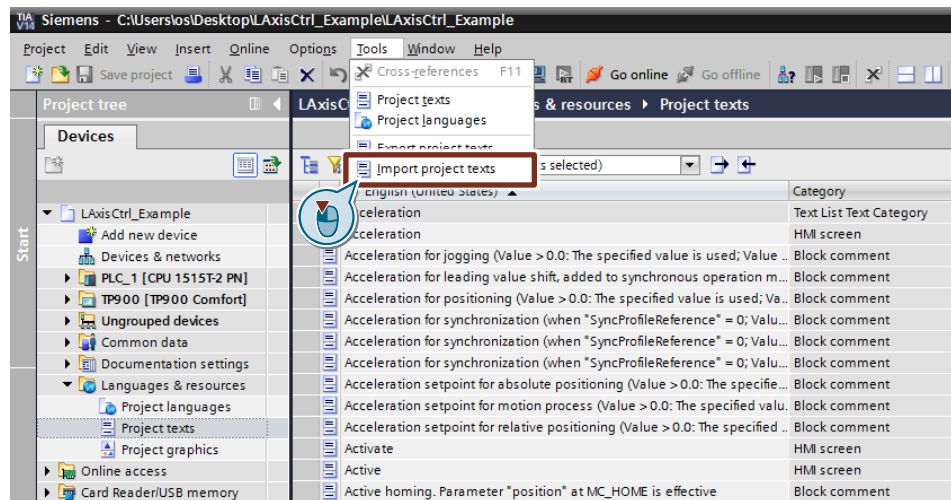 TIA V14 Siemens - C:\Users\os\Desktop\LAxisCtrl_Example\LAxisCtrl_Example
Project Edit View Insert Online Options Tools Window Help
Save project Cross-references F11 Go online Go offline
Project tree LAxisC s & resources ▸ Project texts
Project texts
Devices
Project languages
Export project texts
Import project texts s selected)
English (United States) Category
LAxisCtrl_Example celeration Text List Text Category
Add new device cceleration HMI screen
Devices & networks Acceleration for jogging (Value > 0.0: The specified value is used; Value .. Block comment
PLC_1 [CPU 1515T-2 PN] Acceleration for leading value shift, added to synchronous operation m... Block comment
TP900 [TP900 Comfort] Acceleration for positioning (Value > 0.0: The specified value is used; Va.. Block comment
Ungrouped devices Acceleration for synchronization (when "SyncProfileReference" = 0; Valu... Block comment
Common data Acceleration for synchronization (when "SyncProfileReference" = 0; Valu... Block comment
Documentation settings Acceleration for synchronization (when "SyncProfileReference" = 0; Valu... Block comment
Languages & resources Acceleration setpoint for absolute positioning (Value > 0.0: The specifie... Block comment
Project languages Acceleration setpoint for motion process (Value > 0.0: The specified valu. Block comment
Project texts Acceleration setpoint for relative positioning (Value > 0.0: The specified .. Block comment
Project graphics Activate HMI screen
Online access Active HMI screen
Card Reader/USB memory Active homing. Parameter "position" at MC_HOME is effective Block comment
Start